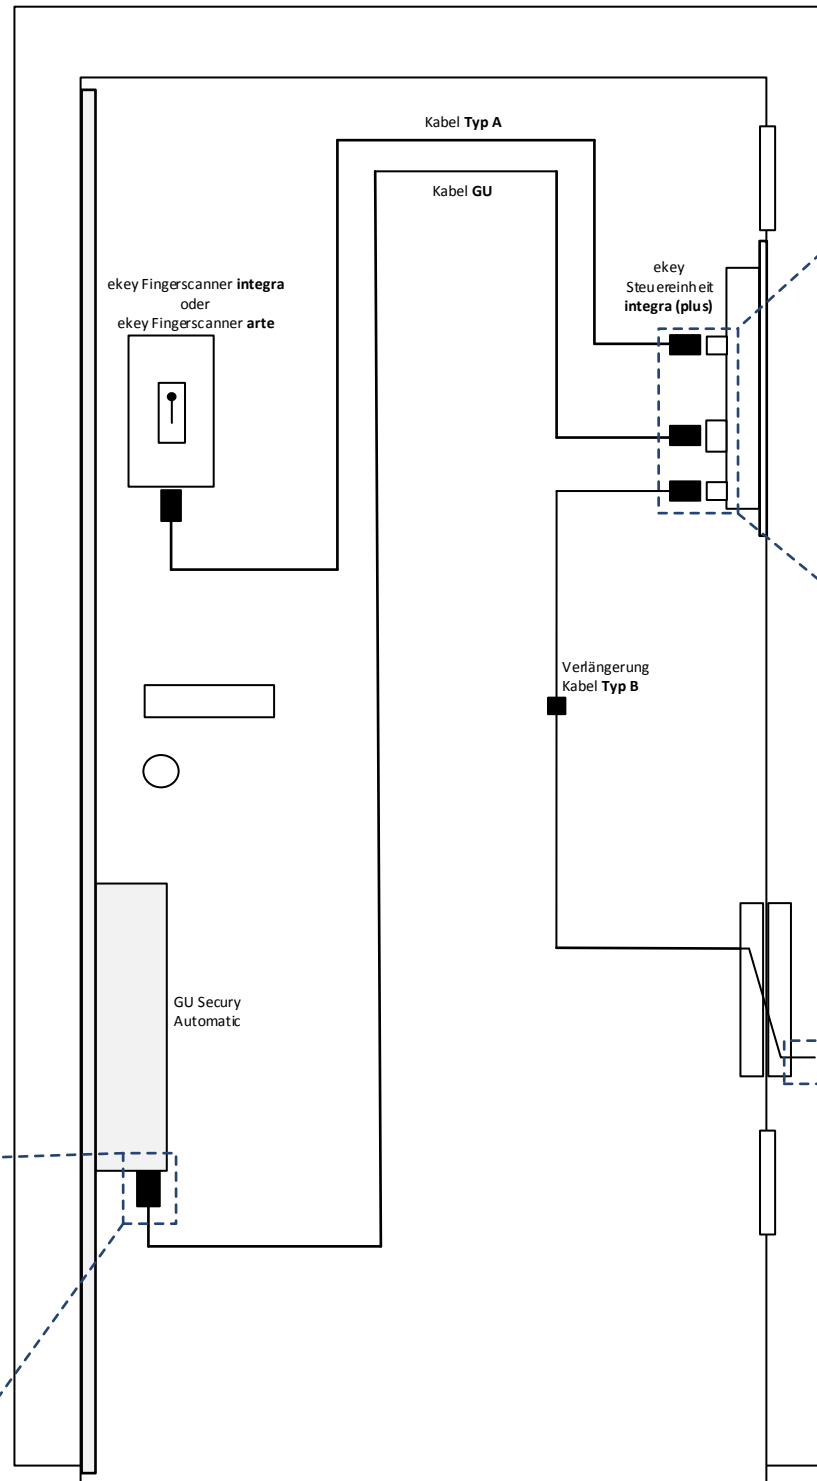 Kabel Typ A
Kabel GU
ekey Fingerscanner integra
oder
ekey Fingerscanner arte
ekey
Steuereinheit
integra (plus)
Verlängerung
Kabel Typ B
GU Secury
Automatic